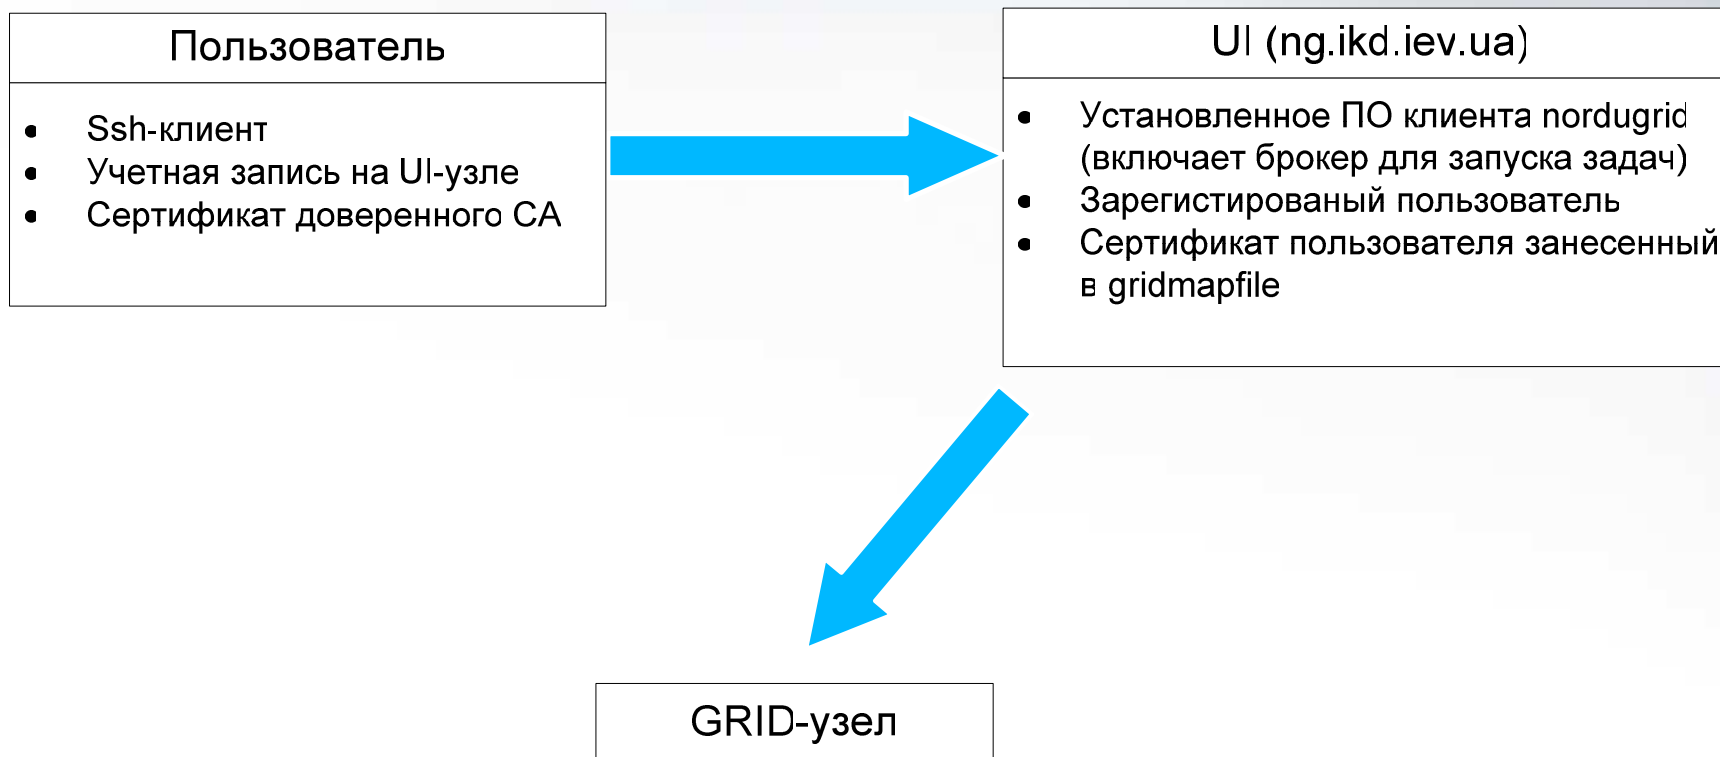 Пользователь
• Ssh-клиент
• Учетная запись на UI-узле
• Сертификат доверенного CA
UI (ng.ikd.iev.ua)
• Установленное ПО клиента nordugrid
(включает брокер для запуска задач)
• Зарегистированый пользователь
• Сертификат пользователя занесенный
в gridmapfile
GRID-узел